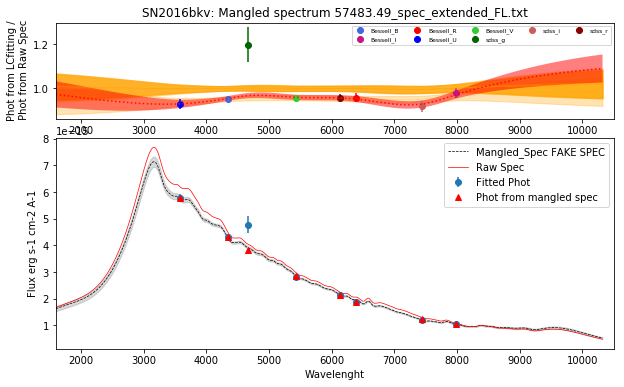 SN2016bkv: Mangled spectrum 57483.49_spec_extended_FL.txt
Phot from LCfitting /
Phot from Raw Spec
1.2
1.0
Bessell_B
Bessell_I
Bessell_R
Bessell_U
Bessell_V
sdss_g
sdss_i
sdss_r
2000 3000 4000 5000 6000 7000 8000 9000 10000
Flux erg s-1 cm-2 A-1
8
7
6
5
4
3
2
1
Mangled_Spec FAKE SPEC
Raw Spec
Fitted Phot
Phot from mangled spec
2000 3000 4000 5000 6000 7000 8000 9000 10000
Wavelenght